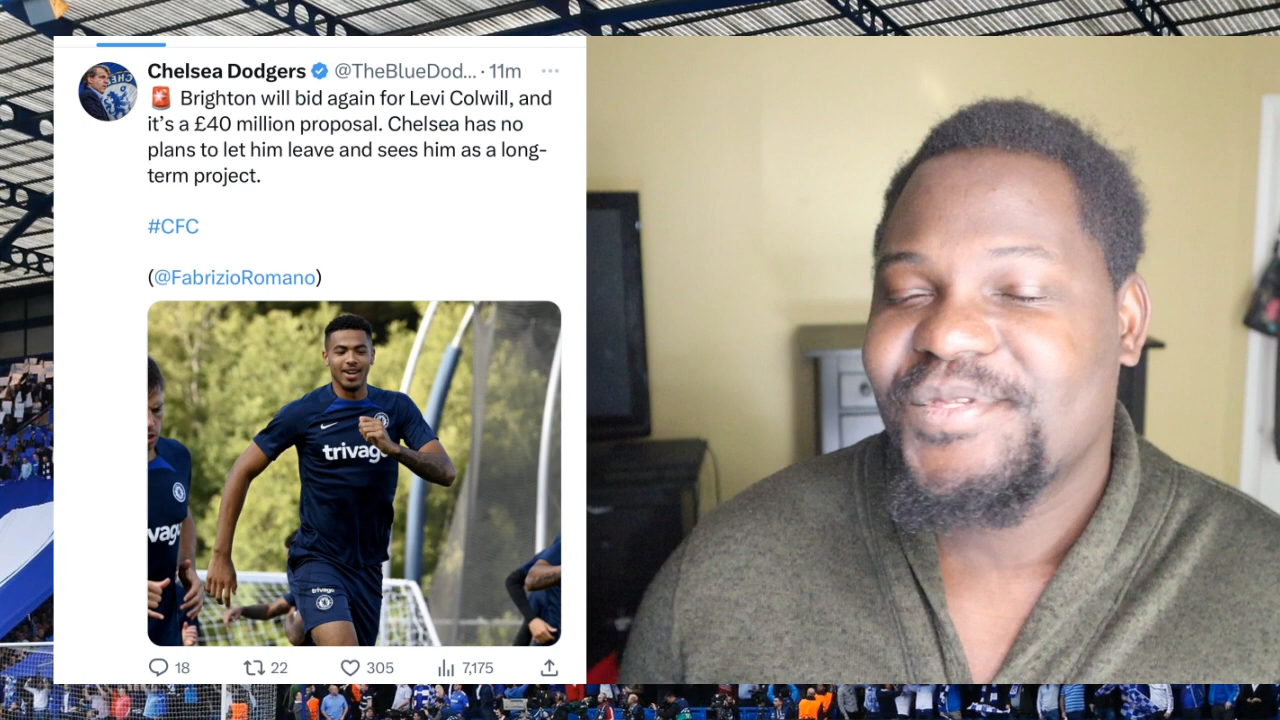 Chelsea Dodgers @TheBlueDod... · 11m
🚨 Brighton will bid again for Levi Colwill, and
it’s a £40 million proposal. Chelsea has no
plans to let him leave and sees him as a long-
term project.
#CFC
(@FabrizioRomano)
trivago
trivago
18 22 305 7,175